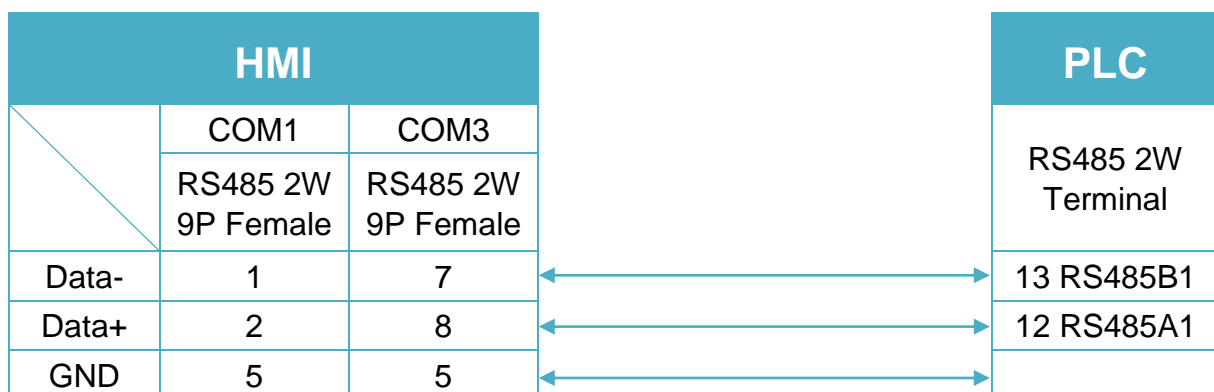 HMI
PLC
COM1 COM3
RS485 2W
9P Female
RS485 2W
9P Female
RS485 2W
Terminal
Data- 1 7 13 RS485B1
Data+ 2 8 12 RS485A1
GND 5 5